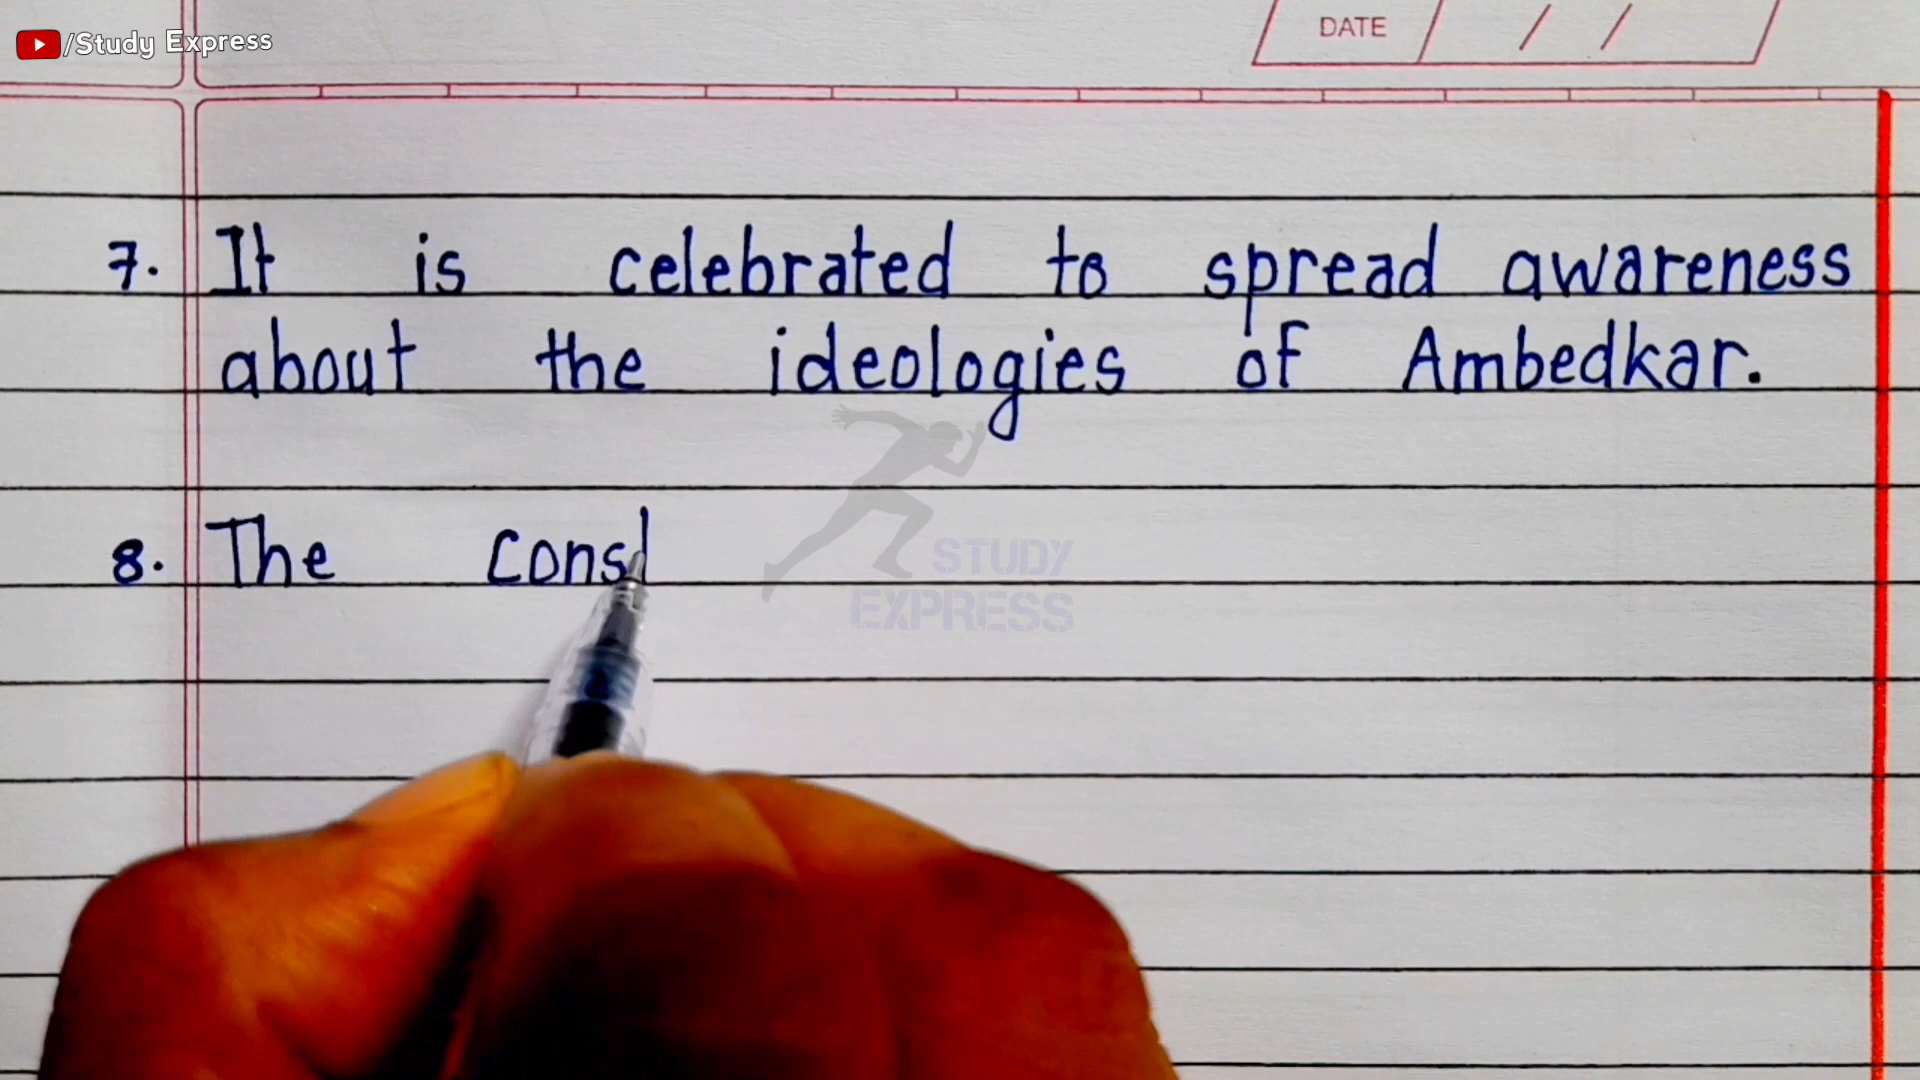 /Study Express
DATE / /
7. It is celebrated to spread awareness
about the ideologies of Ambedkar.
8. The cons
STUDY
EXPRESS